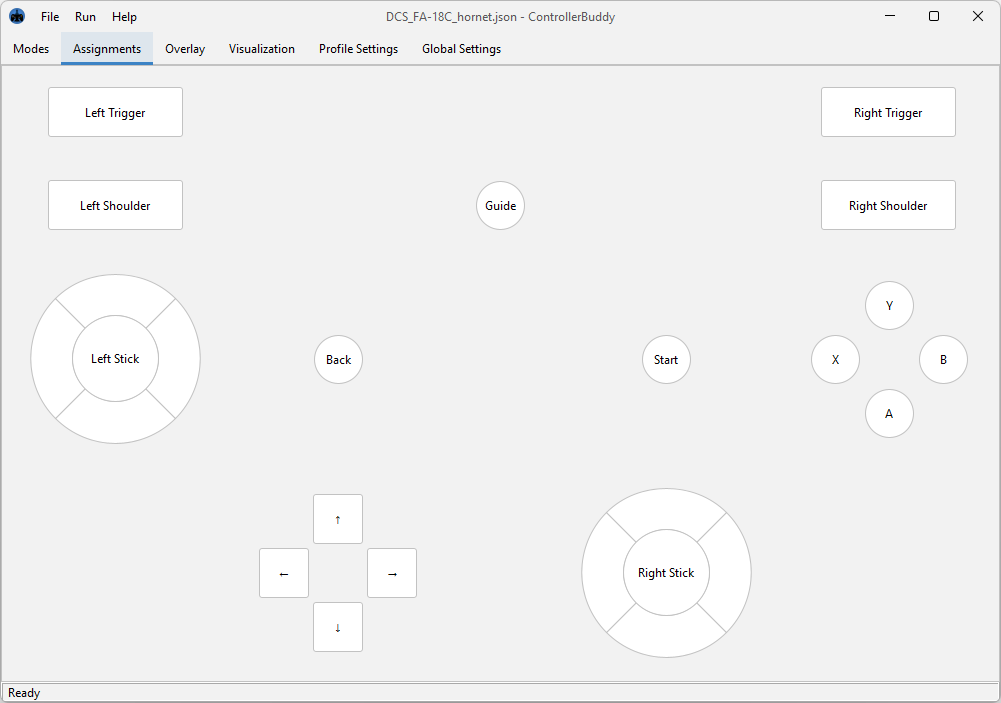 File Run Help DCS_FA-18C_hornet.json - ControllerBuddy
Modes Assignments Overlay Visualization Profile Settings Global Settings
Left Trigger Right Trigger
Left Shoulder Guide Right Shoulder
Y
Left Stick Back Start X B
A
↑
← → Right Stick
↓
Ready